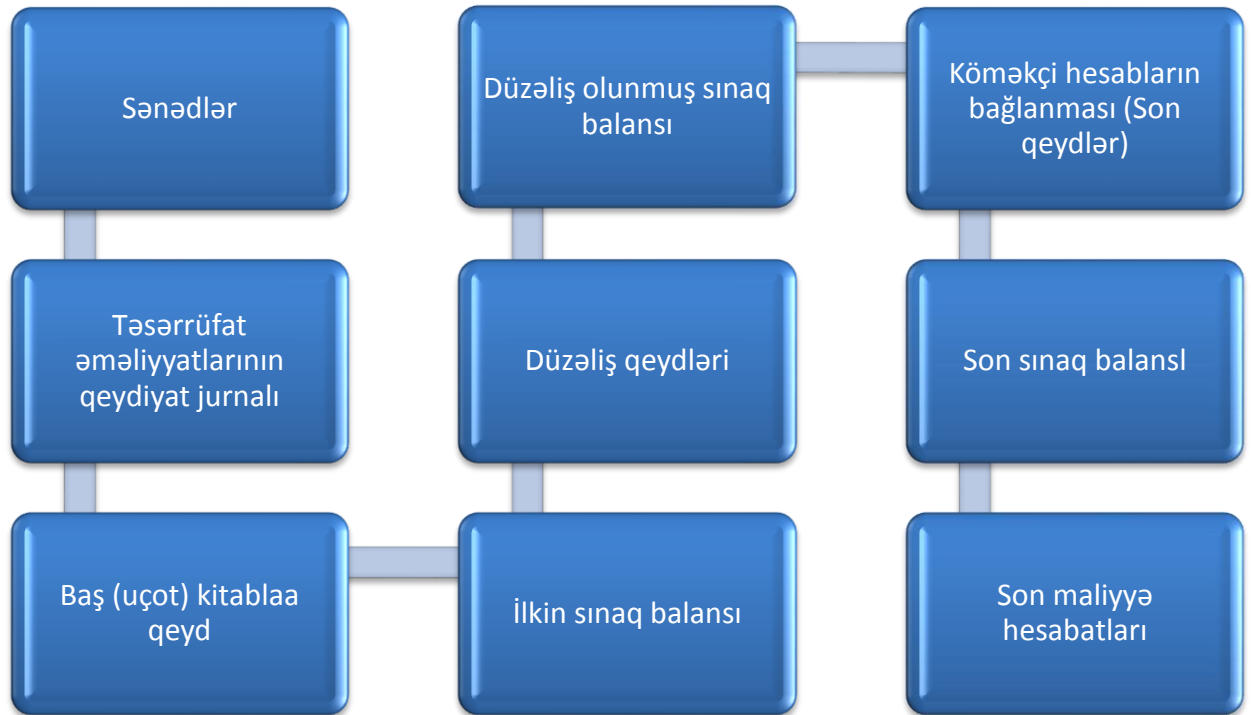 Sənədlər
Təsərrüfat
əməliyyatlarının
qeydiyat jurnalı
Baş (uçot) kitablaa
qeyd
İlkin sınaq balansı
Düzəliş qeydləri
Düzəliş olunmuş sınaq
balansı
Köməkçi hesabların
bağlanması (Son
qeydlər)
Son sınaq balansl
Son maliyyə
hesabatları